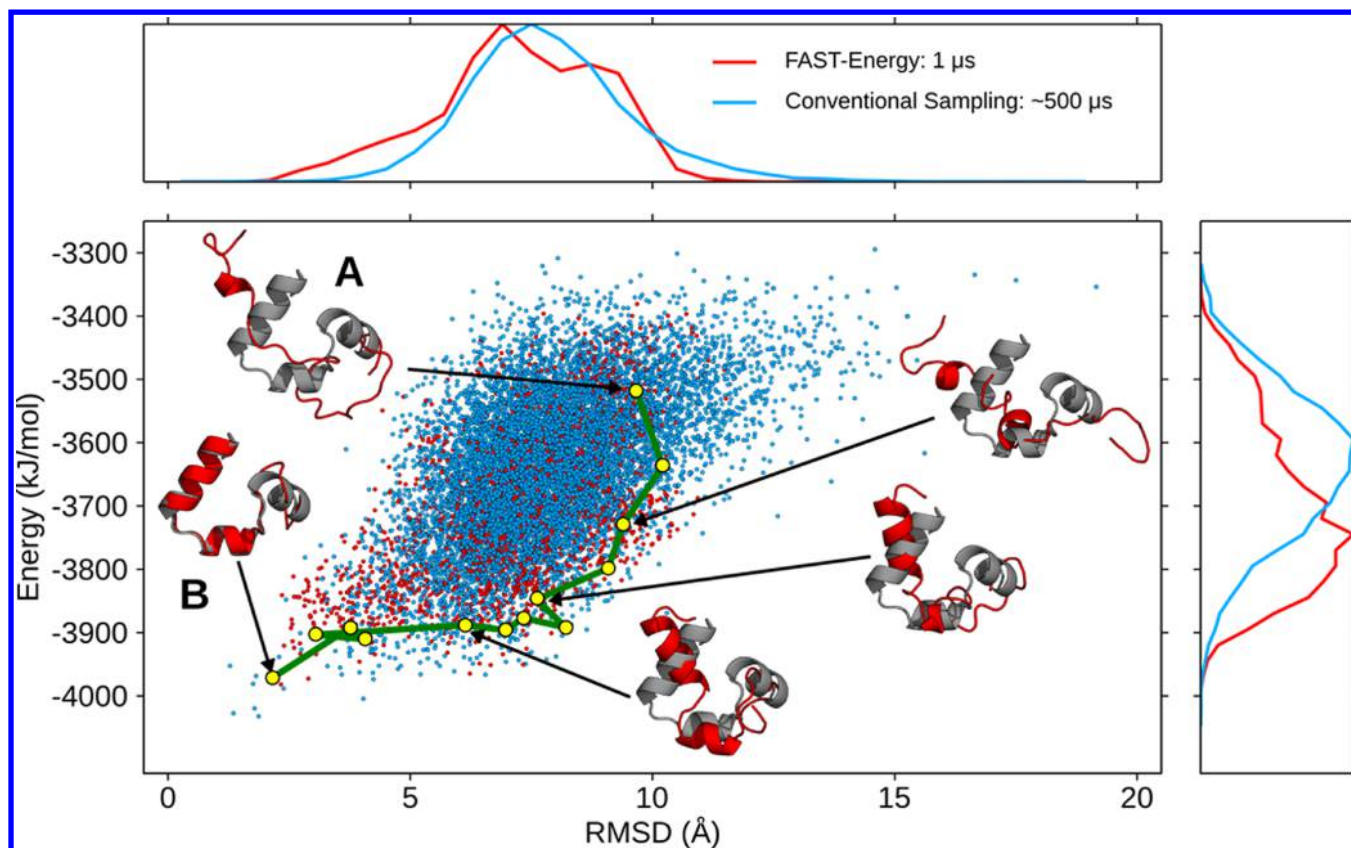 FAST-Energy: 1 μs
Conventional Sampling: ~500 μs
A
B
Energy (kJ/mol)
-3300
-3400
-3500
-3600
-3700
-3800
-3900
-4000
0 5 10 15 20
RMSD (Å)